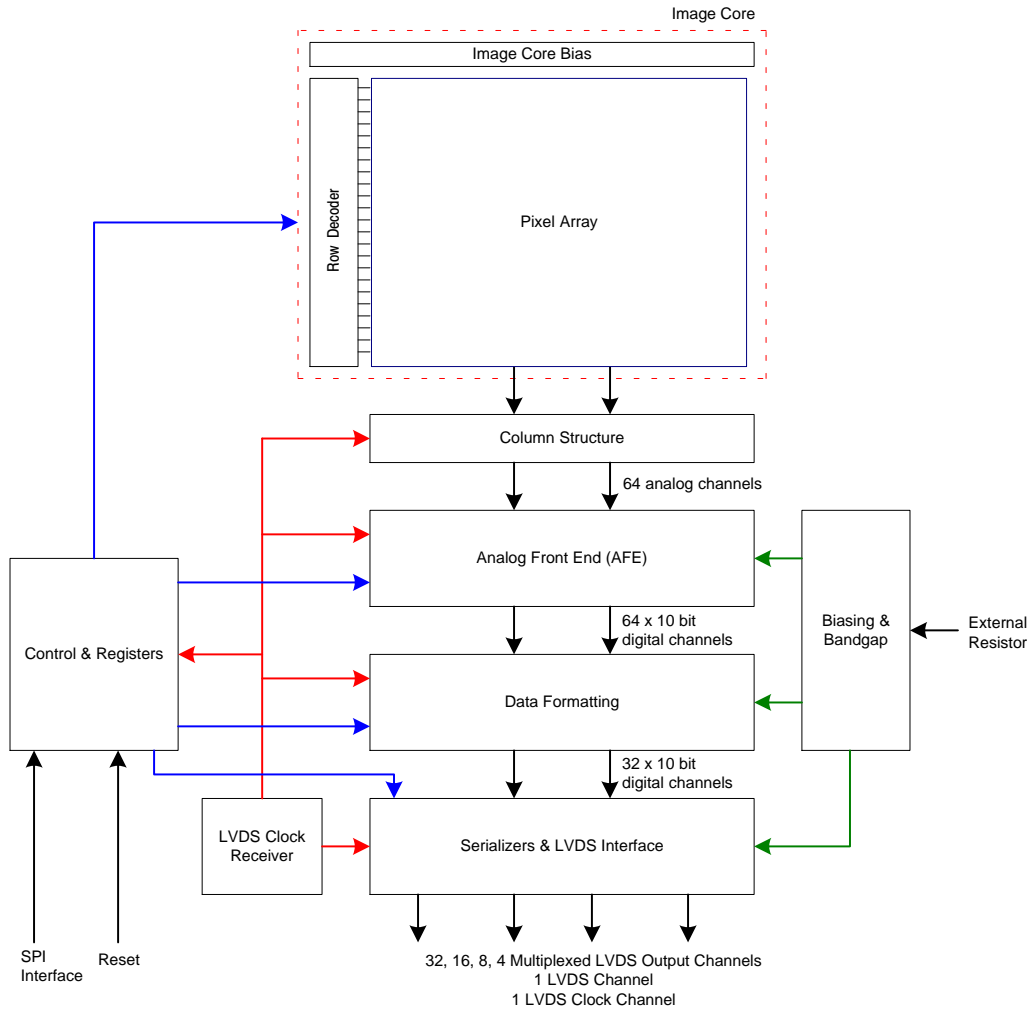 Image Core
Image Core Bias
Row Decoder
Pixel Array
Column Structure
64 analog channels
Analog Front End (AFE)
64 x 10 bit
digital channels
Biasing &
Bandgap
External
Resistor
Control & Registers
Data Formatting
32 x 10 bit
digital channels
LVDS Clock
Receiver
Serializers & LVDS Interface
SPI
Interface
Reset
32, 16, 8, 4 Multiplexed LVDS Output Channels
1 LVDS Channel
1 LVDS Clock Channel